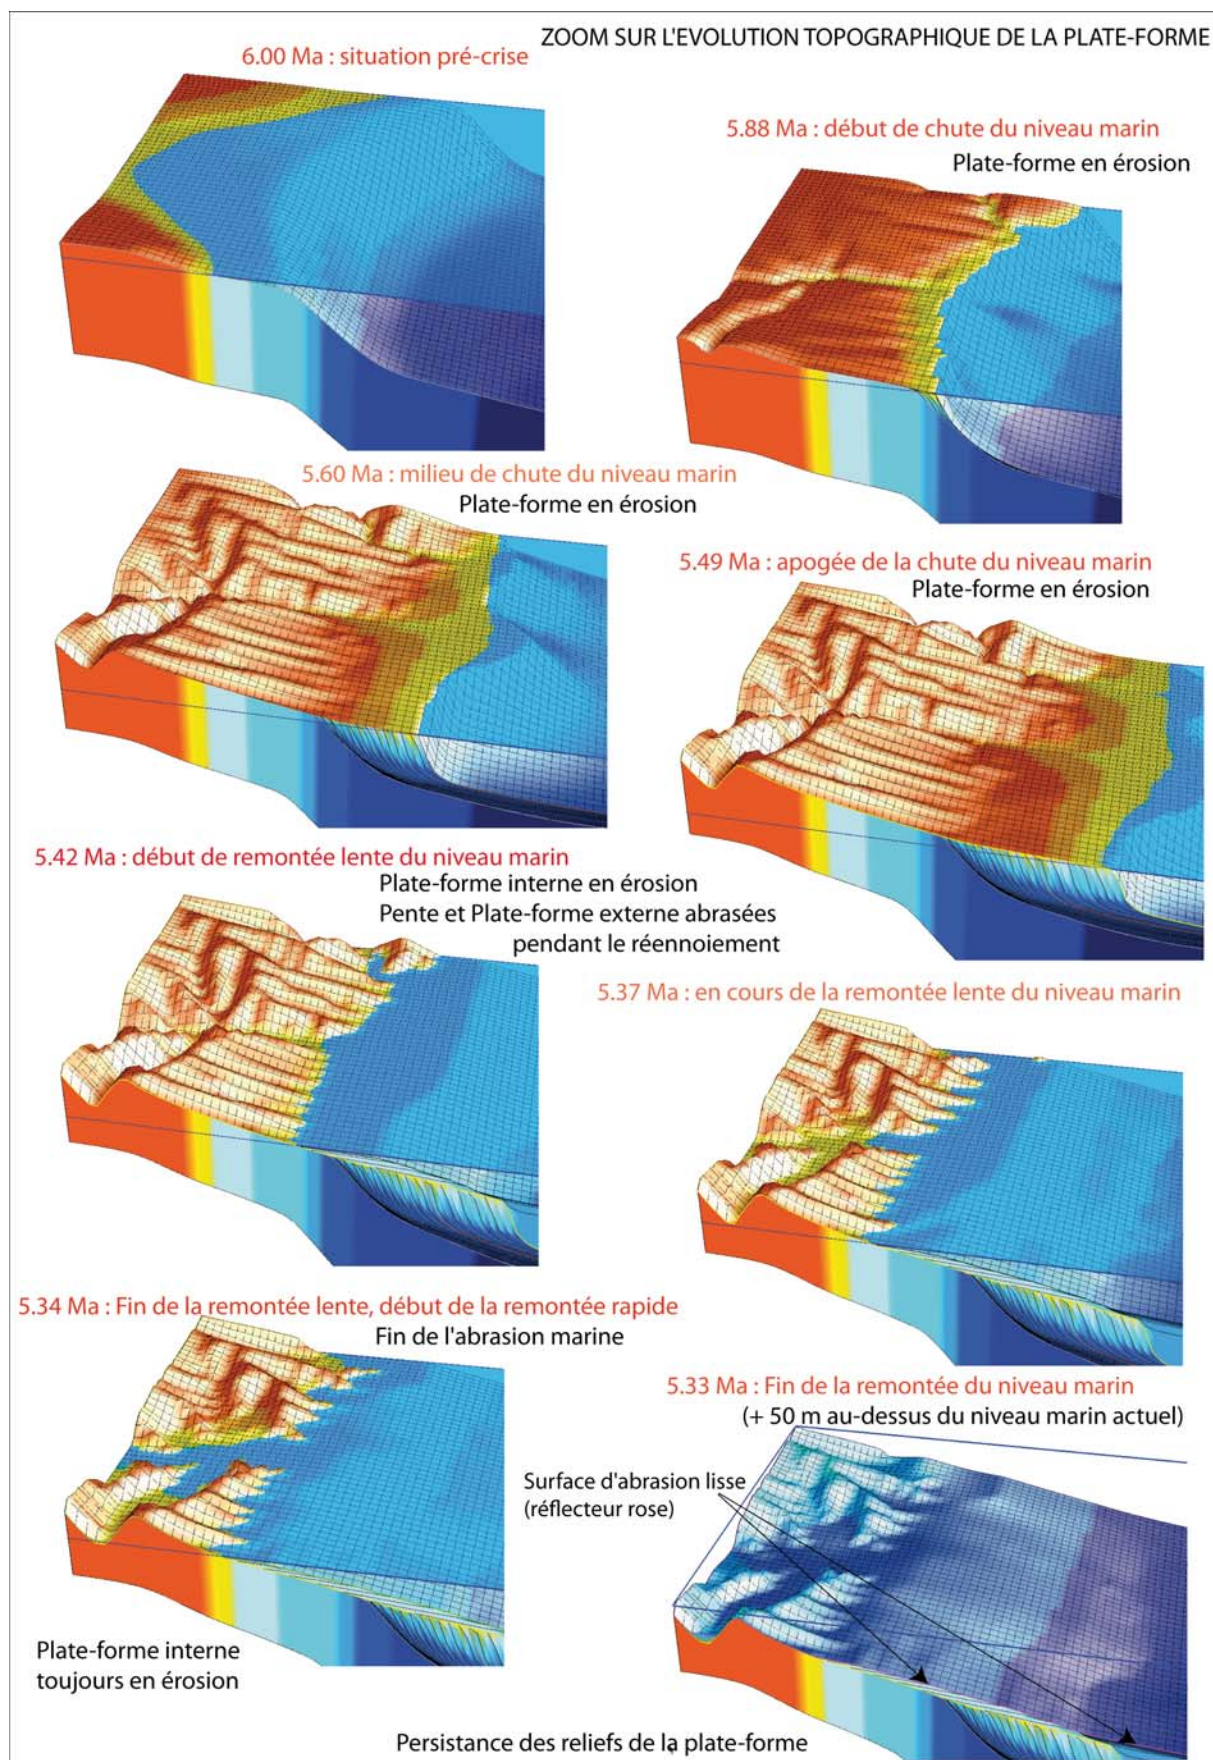 ZOOM SUR L'EVOLUTION TOPOGRAPHIQUE DE LA PLATE-FORME
6.00 Ma : situation pré-crise
5.88 Ma : début de chute du niveau marin
Plate-forme en érosion
5.60 Ma : milieu de chute du niveau marin
Plate-forme en érosion
5.49 Ma : apogée de la chute du niveau marin
Plate-forme en érosion
5.42 Ma : début de remontée lente du niveau marin
Plate-forme interne en érosion
Pente et Plate-forme externe abrasées
pendant le réennoiement
5.37 Ma : en cours de la remontée lente du niveau marin
5.34 Ma : Fin de la remontée lente, début de la remontée rapide
Fin de l'abrasion marine
Plate-forme interne
toujours en érosion
5.33 Ma : Fin de la remontée du niveau marin
(+ 50 m au-dessus du niveau marin actuel)
Surface d'abrasion lisse
(réflecteur rose)
Persistance des reliefs de la plate-forme